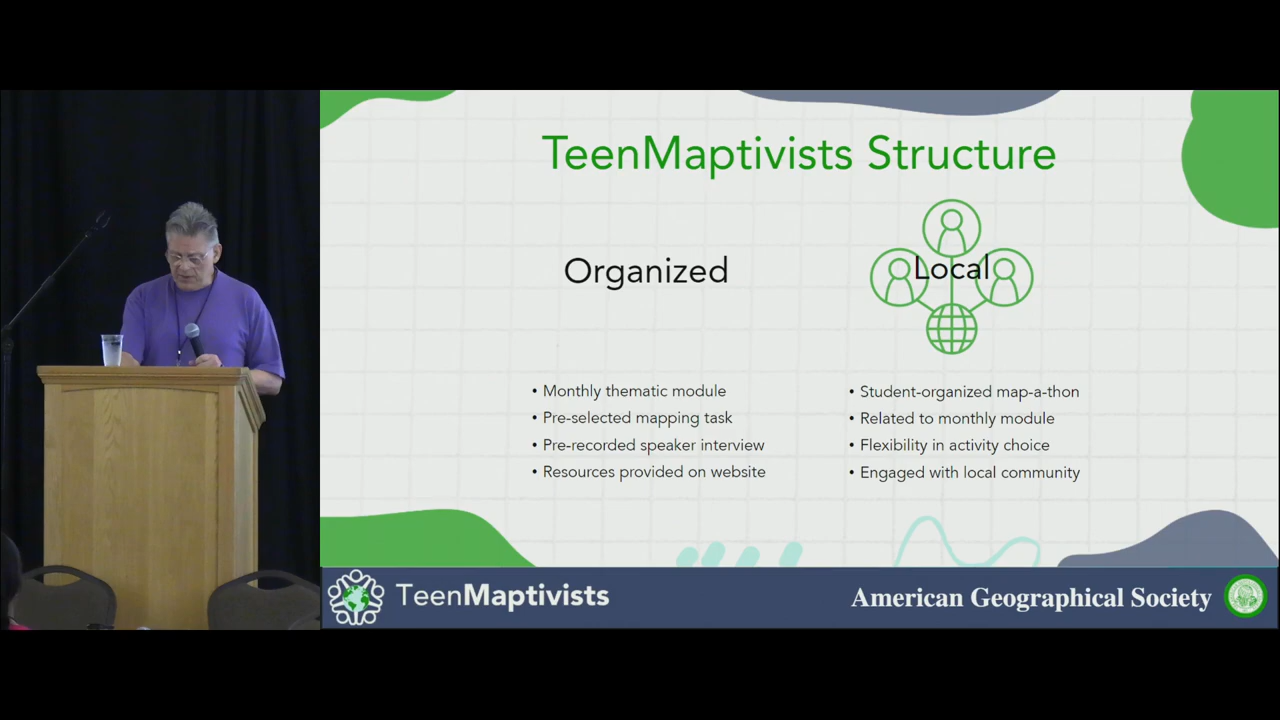 TeenMaptivists Structure
Organized
Local
• Monthly thematic module
• Pre-selected mapping task
• Pre-recorded speaker interview
• Resources provided on website
• Student-organized map-a-thon
• Related to monthly module
• Flexibility in activity choice
• Engaged with local community
TeenMaptivists
American Geographical Society